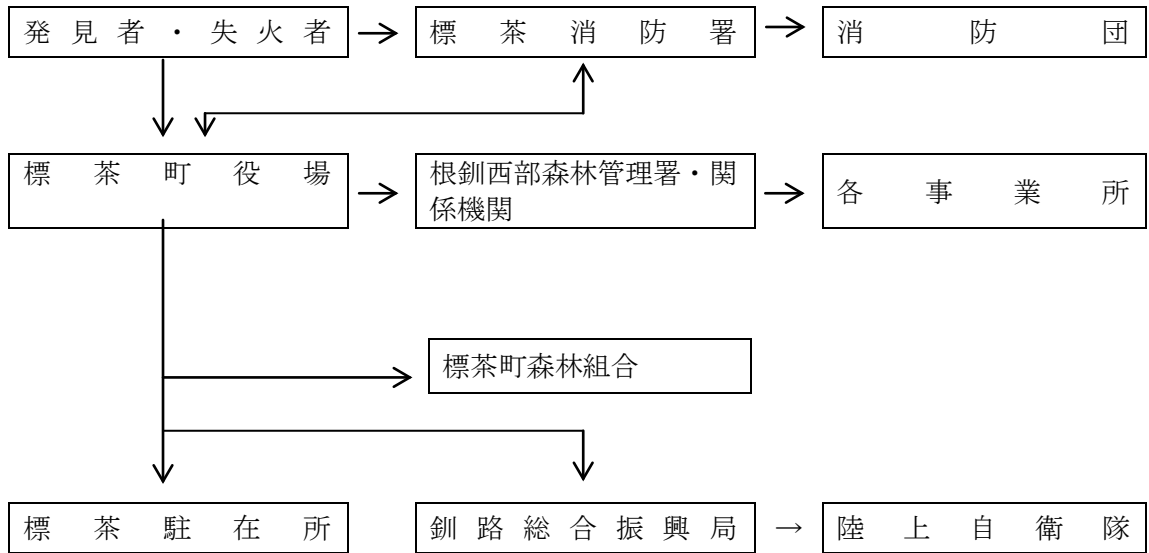 発見者・失火者
標茶消防署
消防団
標茶町役場
根釧西部森林管理署・関
係機関
各事業所
標茶町森林組合
標茶駐在所
釧路総合振興局
→
陸上自衛隊